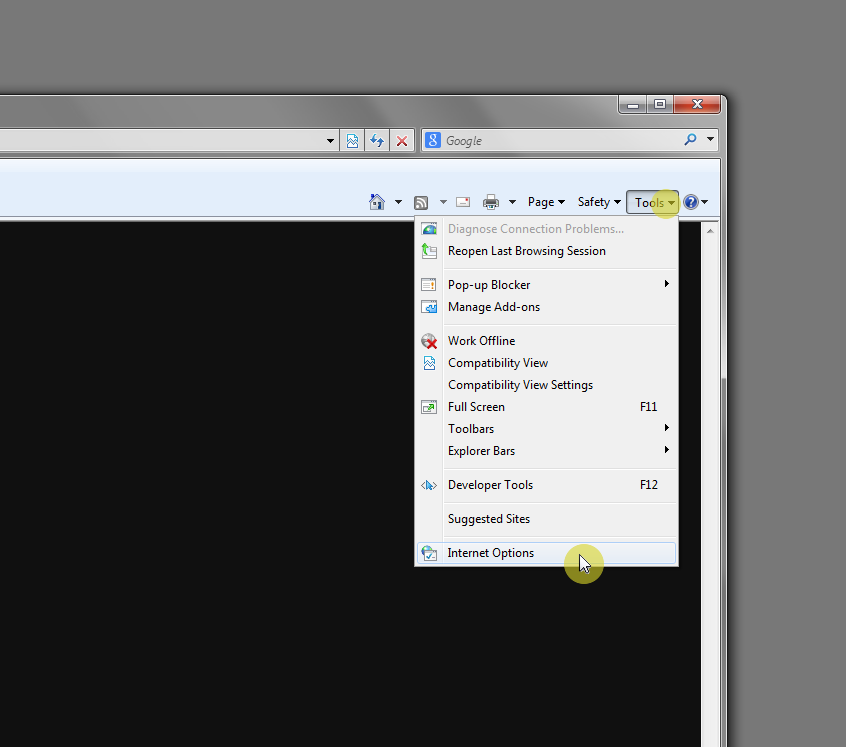 Google
Page
Safety
Tools
Diagnose Connection Problems...
Reopen Last Browsing Session
Pop-up Blocker
Manage Add-ons
Work Offline
Compatibility View
Compatibility View Settings
Full Screen F11
Toolbars
Explorer Bars
Developer Tools F12
Suggested Sites
Internet Options